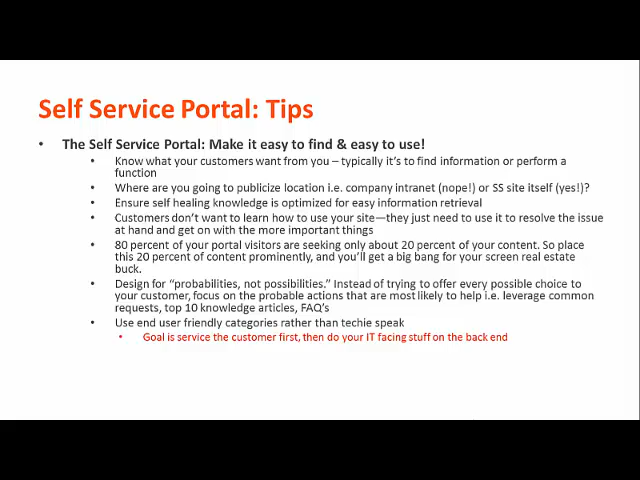 Self Service Portal: Tips
• The Self Service Portal: Make it easy to find & easy to use!
• Know what your customers want from you – typically it's to find information or perform a
function
• Where are you going to publicize location i.e. company intranet (nope!) or SS site itself (yes!)?
• Ensure self healing knowledge is optimized for easy information retrieval
• Customers don't want to learn how to use your site—they just need to use it to resolve the issue
at hand and get on with the more important things
• 80 percent of your portal visitors are seeking only about 20 percent of your content. So place
this 20 percent of content prominently, and you'll get a big bang for your screen real estate
buck.
• Design for "probabilities, not possibilities." Instead of trying to offer every possible choice to
your customer, focus on the probable actions that are most likely to help i.e. leverage common
requests, top 10 knowledge articles, FAQ's
• Use end user friendly categories rather than techie speak
• Goal is service the customer first, then do your IT facing stuff on the back end